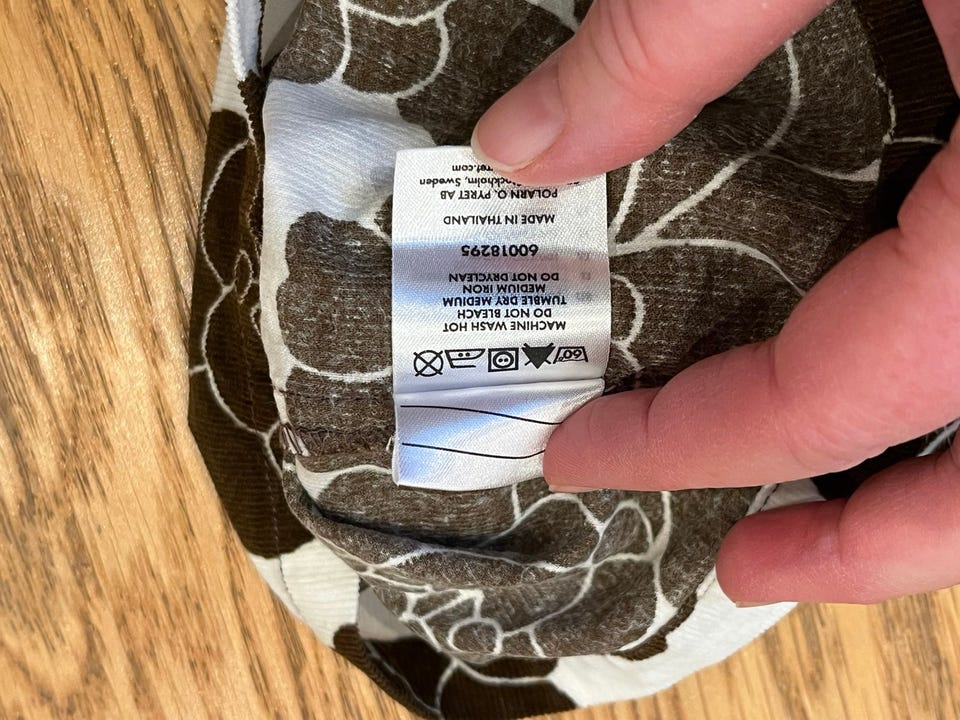 60°
MACHINE WASH HOT
DO NOT BLEACH
TUMBLE DRY MEDIUM
MEDIUM IRON
DO NOT DRYCLEAN
60018295
MADE IN THAILAND
POLARN O. PYRET AB
Stockholm, Sweden